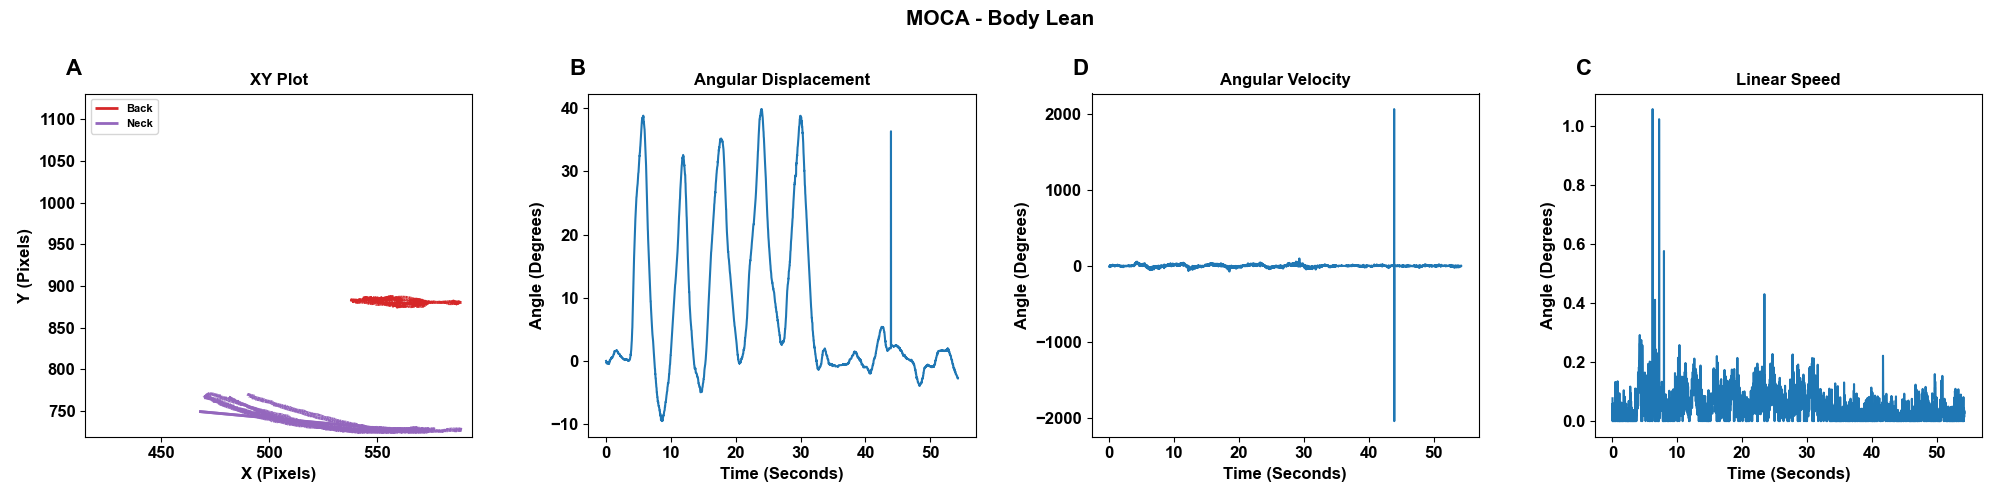 MOCA - Body Lean
A
XY Plot
Back
Neck
1100
1050
1000
950
900
850
800
750
Y (Pixels)
450 500 550
X (Pixels)
B
Angular Displacement
40
30
20
10
0
−10
Angle (Degrees)
0 10 20 30 40 50
Time (Seconds)
D
Angular Velocity
2000
1000
0
−1000
−2000
Angle (Degrees)
0 10 20 30 40 50
Time (Seconds)
C
Linear Speed
1.0
0.8
0.6
0.4
0.2
0.0
Angle (Degrees)
0 10 20 30 40 50
Time (Seconds)